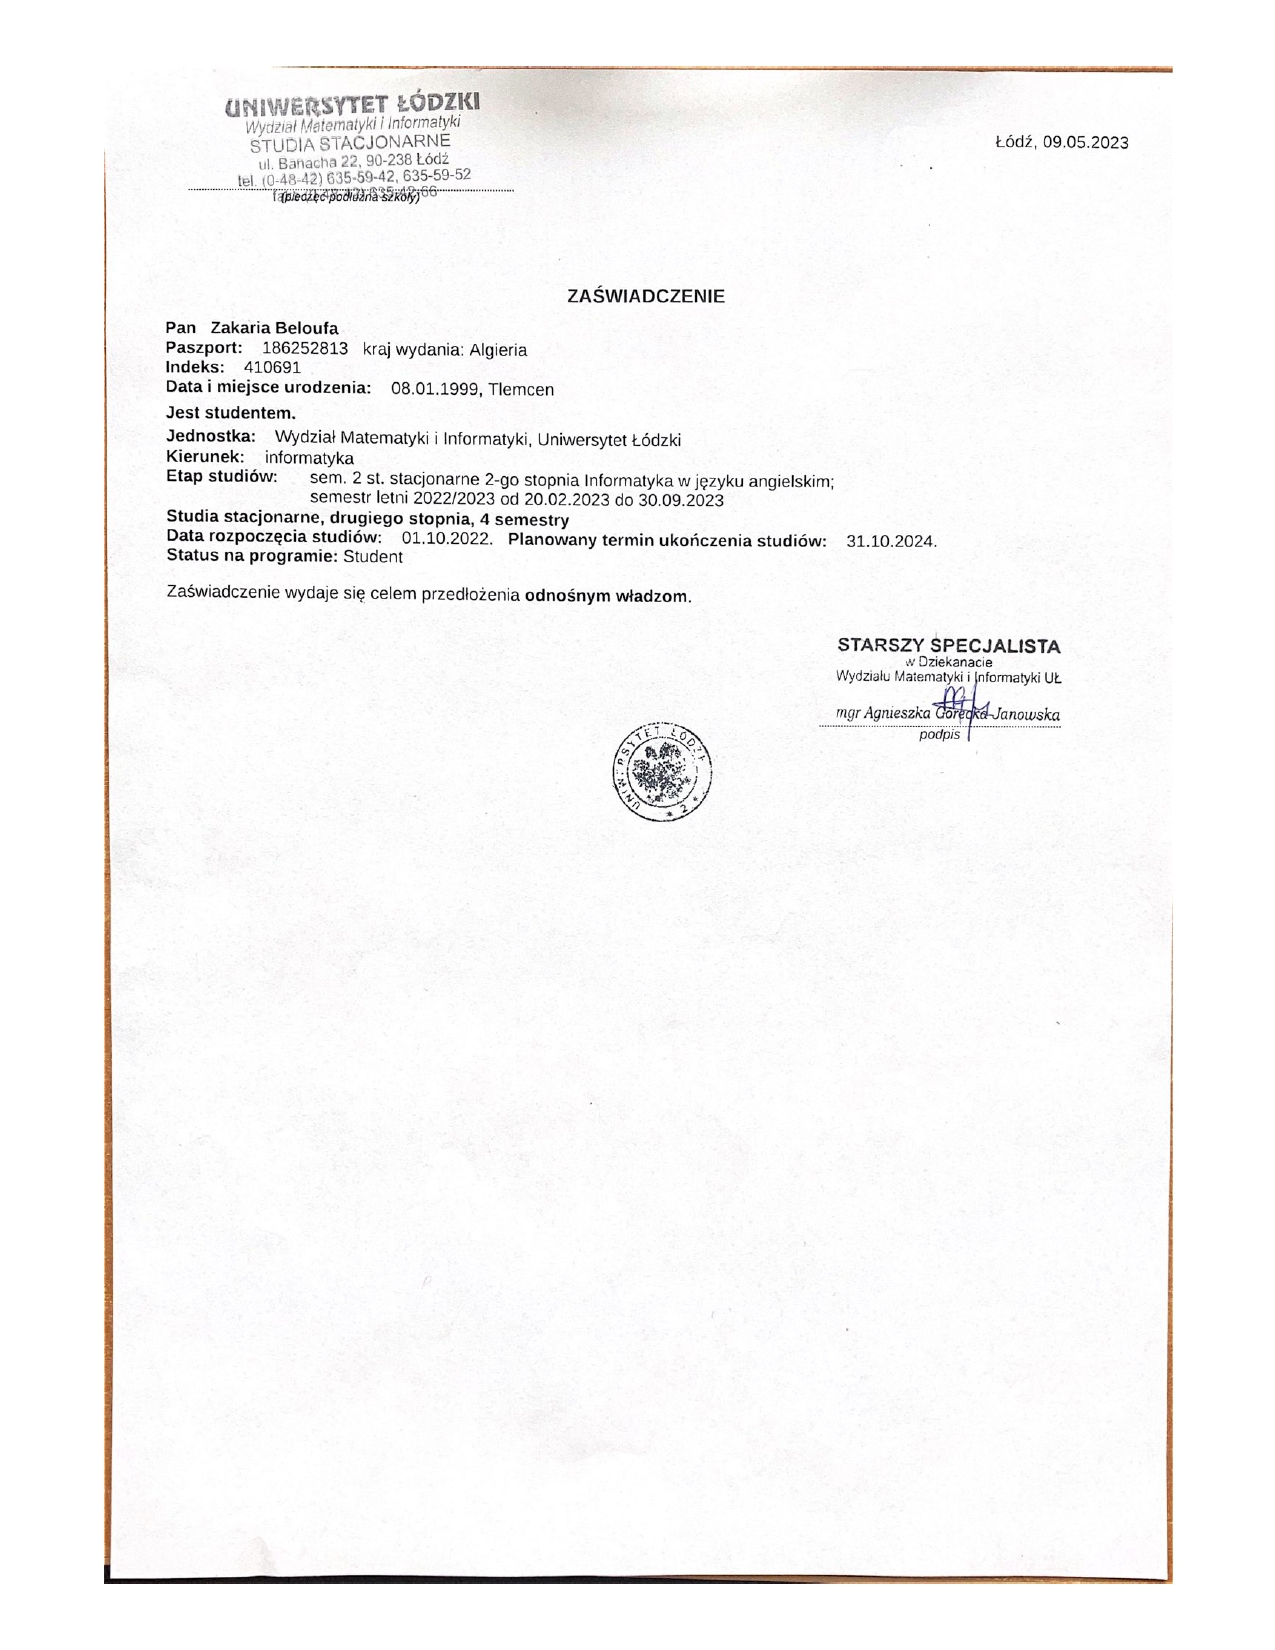 UNIWERSYTET ŁÓDZKI
Wydział Matematyki i Informatyki
STUDIA STACJONARNE
ul. Banacha 22, 90-238 Łódź
tel. (0-48-42) 635-59-42, 635-59-52
(pieczęć podłużna szkoły)
Łódź, 09.05.2023
ZAŚWIADCZENIE
Pan Zakaria Beloufa
Paszport: 186252813 kraj wydania: Algieria
Indeks: 410691
Data i miejsce urodzenia: 08.01.1999, Tlemcen
Jest studentem.
Jednostka: Wydział Matematyki i Informatyki, Uniwersytet Łódzki
Kierunek: informatyka
Etap studiów: sem. 2 st. stacjonarne 2-go stopnia Informatyka w języku angielskim;
semestr letni 2022/2023 od 20.02.2023 do 30.09.2023
Studia stacjonarne, drugiego stopnia, 4 semestry
Data rozpoczęcia studiów: 01.10.2022. Planowany termin ukończenia studiów: 31.10.2024.
Status na programie: Student
Zaświadczenie wydaje się celem przedłożenia odnośnym władzom.
STARSZY SPECJALISTA
w Dziekanacie
Wydziału Matematyki i Informatyki UŁ
mgr Agnieszka Gorecka-Janowska
podpis
UNIWERSYTET ŁÓDZKI
* 2 *